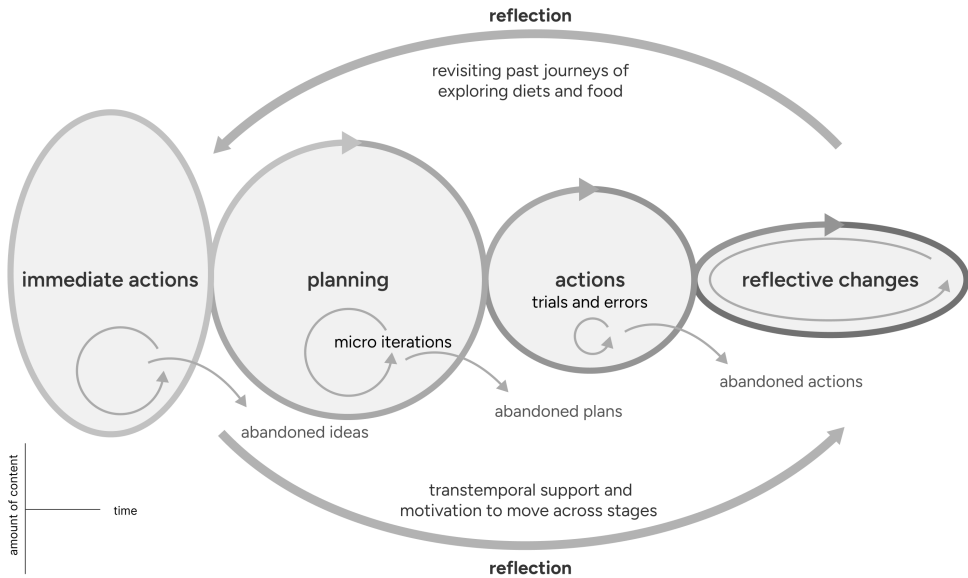 reflection
revisiting past journeys of
exploring diets and food
immediate actions
planning
actions
trials and errors
reflective changes
micro iterations
abandoned actions
abandoned plans
abandoned ideas
amount of content
time
transtemporal support and
motivation to move across stages
reflection